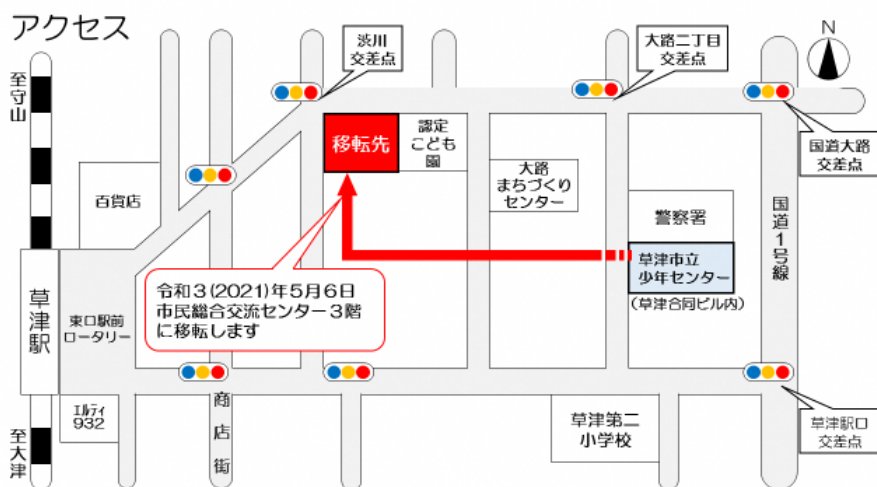 アクセス
N
至守山
渋川
交差点
大路二丁目
交差点
移転先
認定
こども
園
国道大路
交差点
百貨店
大路
まちづくり
センター
警察署
国道1号線
草津市立
少年センター
(草津合同ビル内)
草津駅
東口駅前
ロータリー
令和3(2021)年5月6日
市民総合交流センター3階
に移転します
エルティ
932
商店街
草津第二
小学校
草津駅口
交差点
至大津